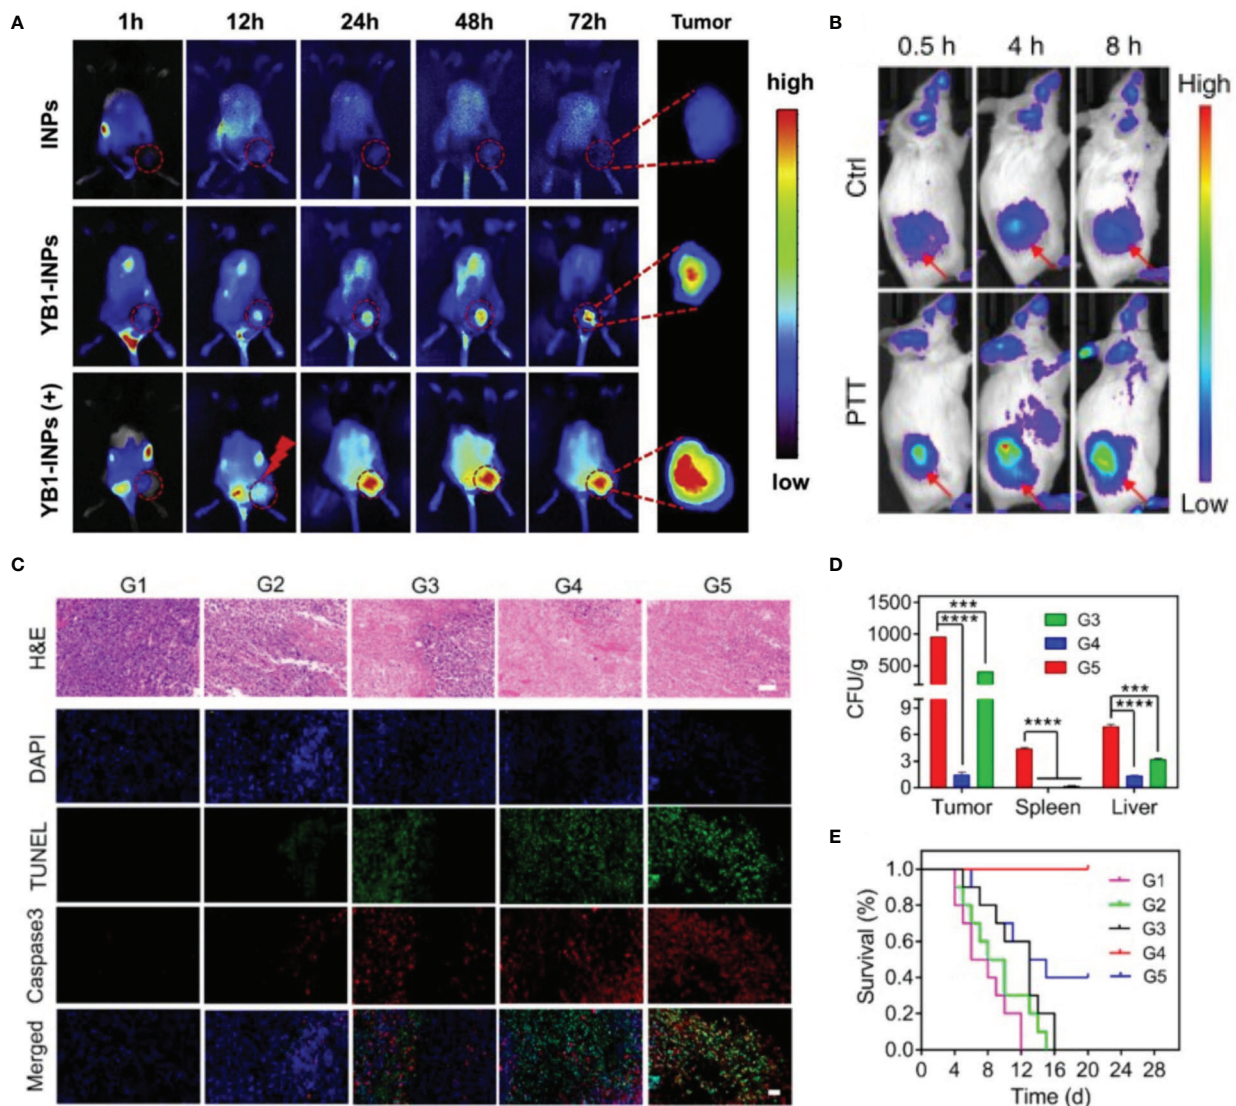 A
1h 12h 24h 48h 72h Tumor
INPs
YB1-INPs
YB1-INPs (+)
high
low
B
0.5 h 4 h 8 h
Ctrl
PTT
High
Low
C
G1 G2 G3 G4 G5
H&E
DAPI
TUNEL
Caspase3
Merged
D
CFU/g
1500
1000
500
9
6
3
0
***
****
****
***
****
G3
G4
G5
Tumor Spleen Liver
E
Survival (%)
1.0
0.8
0.6
0.4
0.2
0.0
G1
G2
G3
G4
G5
0 4 8 12 16 20 24 28
Time (d)